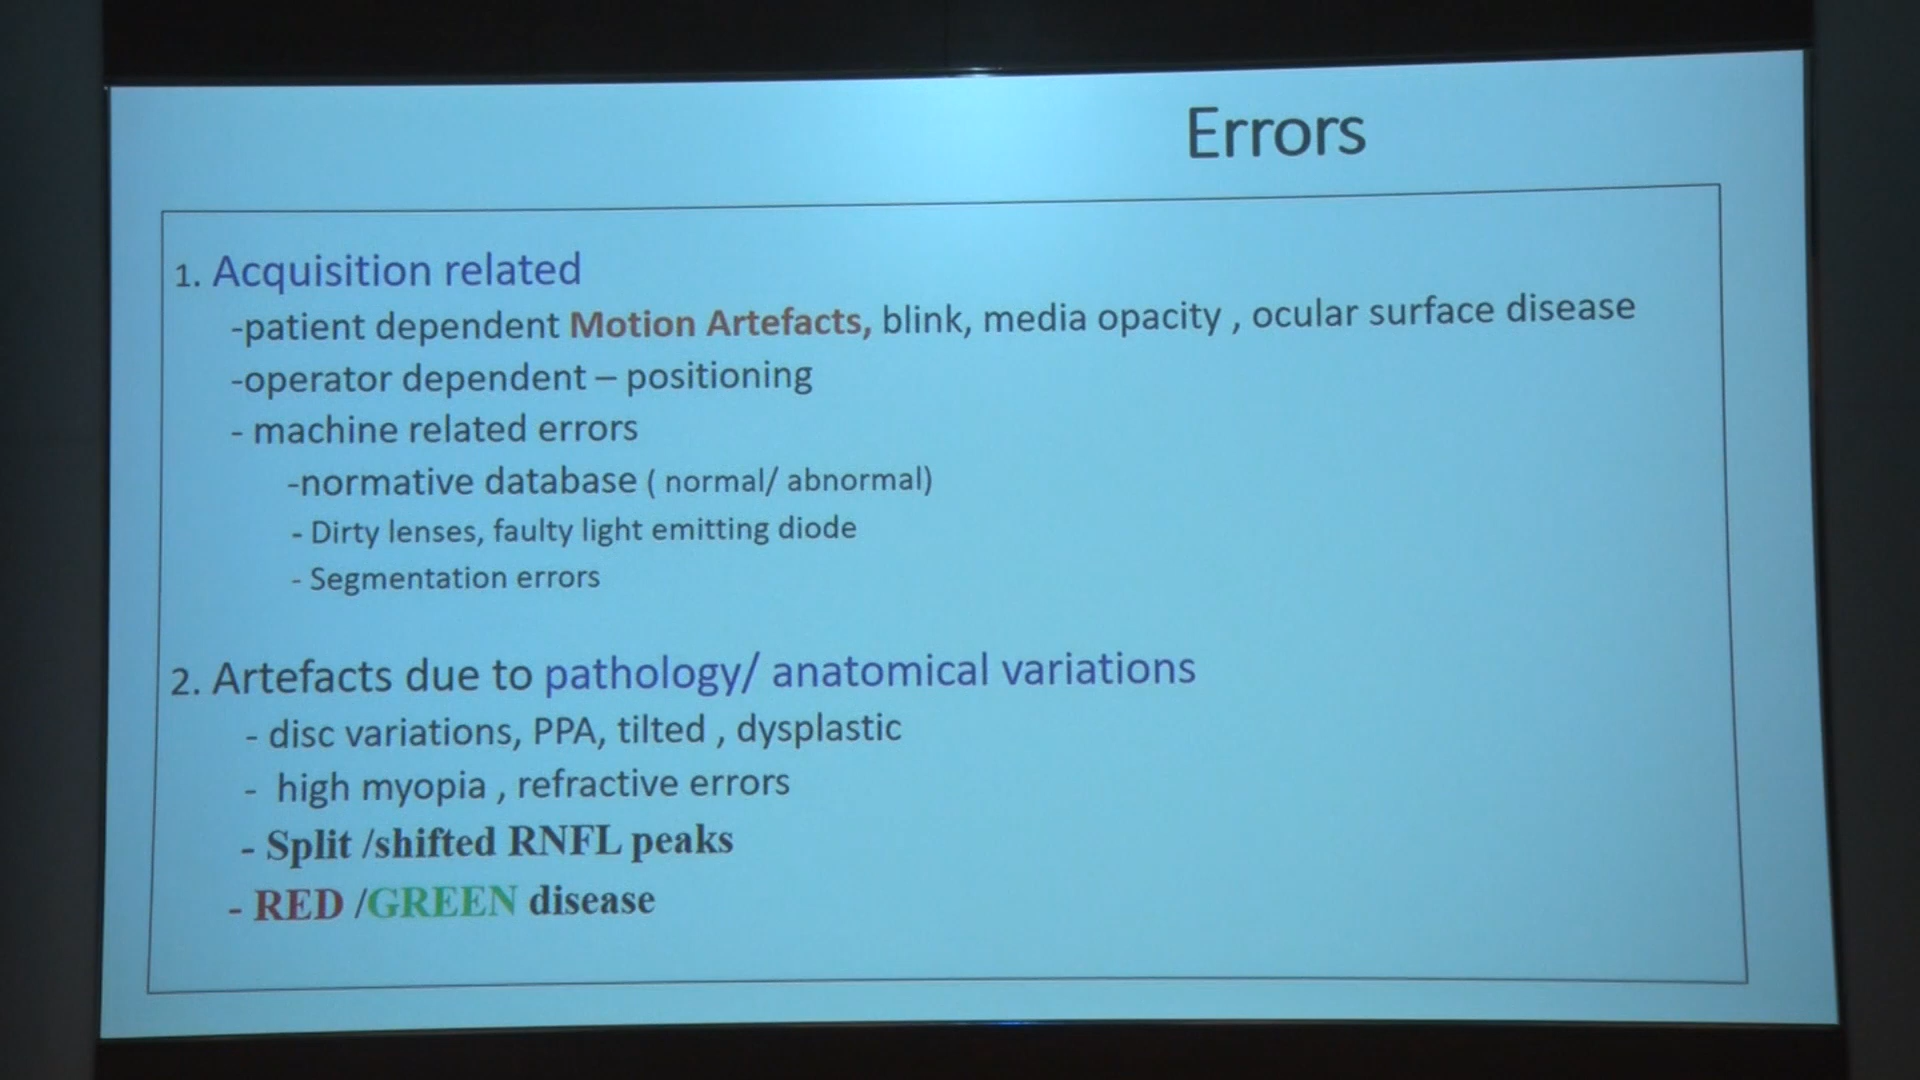 Errors
1. Acquisition related
-patient dependent Motion Artefacts, blink, media opacity , ocular surface disease
-operator dependent – positioning
- machine related errors
-normative database ( normal/ abnormal)
- Dirty lenses, faulty light emitting diode
- Segmentation errors
2. Artefacts due to pathology/ anatomical variations
- disc variations, PPA, tilted , dysplastic
- high myopia , refractive errors
- Split /shifted RNFL peaks
- RED /GREEN disease